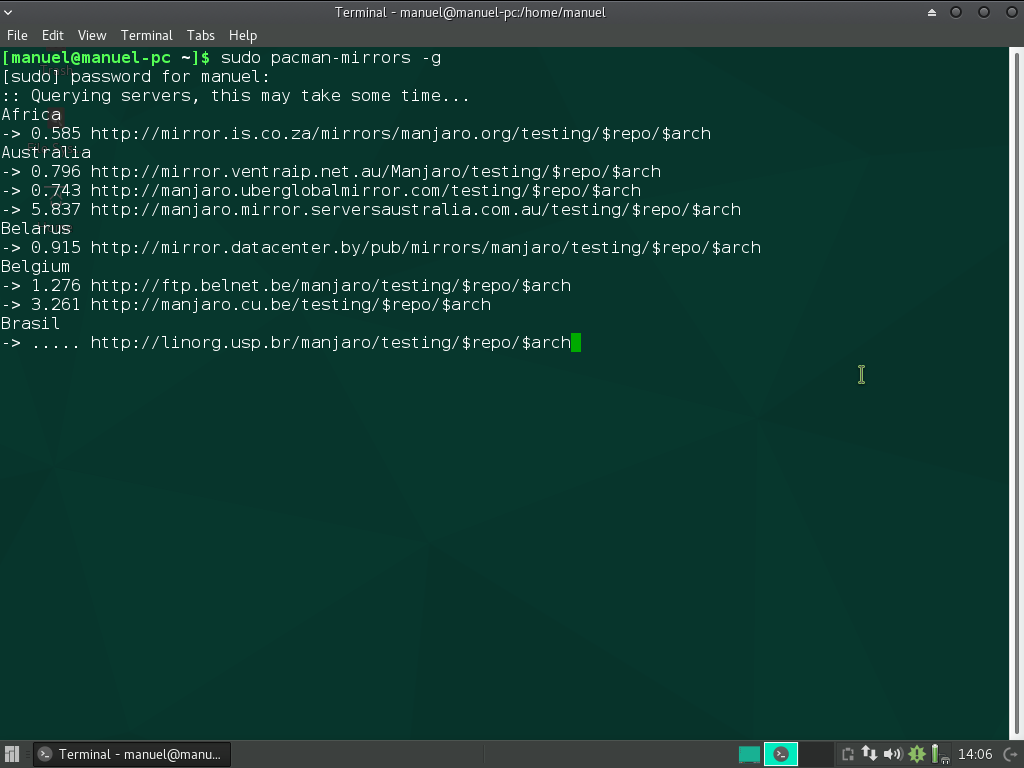 Terminal - manuel@manuel-pc:/home/manuel
File Edit View Terminal Tabs Help
[manuel@manuel-pc ~]$ sudo pacman-mirrors -g
[sudo] password for manuel:
:: Querying servers, this may take some time...
Africa
-> 0.585 http://mirror.is.co.za/mirrors/manjaro.org/testing/$repo/$arch
Australia
-> 0.796 http://mirror.ventraip.net.au/Manjaro/testing/$repo/$arch
-> 0.743 http://manjaro.uberglobalmirror.com/testing/$repo/$arch
-> 5.837 http://manjaro.mirror.serversaustralia.com.au/testing/$repo/$arch
Belarus
-> 0.915 http://mirror.datacenter.by/pub/mirrors/manjaro/testing/$repo/$arch
Belgium
-> 1.276 http://ftp.belnet.be/manjaro/testing/$repo/$arch
-> 3.261 http://manjaro.cu.be/testing/$repo/$arch
Brasil
-> ..... http://linorg.usp.br/manjaro/testing/$repo/$arch
Terminal - manuel@manu...
14:06